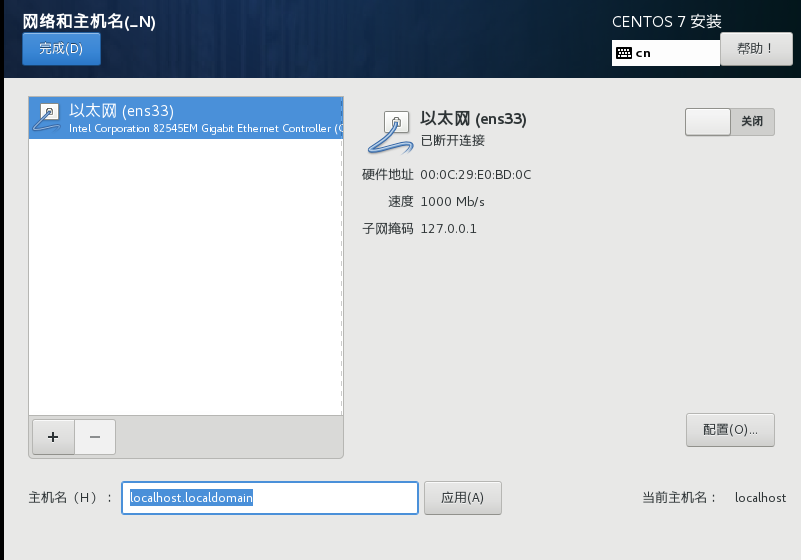 网络和主机名(_N)
CENTOS 7 安装
完成(D)
cn
帮助！
以太网 (ens33)
Intel Corporation 82545EM Gigabit Ethernet Controller (C
以太网 (ens33)
已断开连接
关闭
硬件地址 00:0C:29:E0:BD:0C
速度 1000 Mb/s
子网掩码 127.0.0.1
+
−
配置(O)...
主机名（H）： localhost.localdomain 应用(A) 当前主机名： localhost